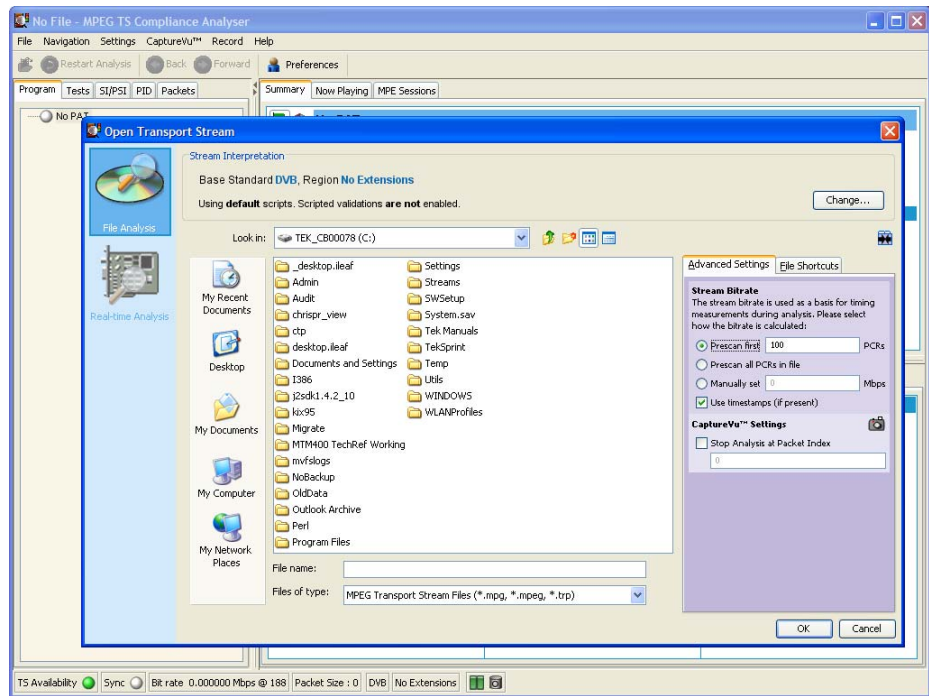 No File - MPEG TS Compliance Analyser
File Navigation Settings CaptureVu™ Record Help
Restart Analysis Back Forward Preferences
Program Tests SI/PSI PID Packets
Summary Now Playing MPE Sessions
No PAT
Open Transport Stream
File Analysis
Real-time Analysis
Stream Interpretation
Base Standard DVB, Region No Extensions
Using default scripts. Scripted validations are not enabled.
Change...
Look in: TEK_CB00078 (C:)
My Recent Documents
Desktop
My Documents
My Computer
My Network Places
_desktop.ileaf
Admin
Audit
chrispr_view
ctp
desktop.ileaf
Documents and Settings
I386
j2sdk1.4.2_10
kix95
Migrate
MTM400 TechRef Working
mvfslogs
NoBackup
OldData
Outlook Archive
Perl
Program Files
Settings
Streams
SWSetup
System.sav
Tek Manuals
TekSprint
Temp
Utils
WINDOWS
WLANProfiles
File name:
Files of type: MPEG Transport Stream Files (*.mpg, *.mpeg, *.trp)
Advanced Settings File Shortcuts
Stream Bitrate
The stream bitrate is used as a basis for timing
measurements during analysis. Please select
how the bitrate is calculated:
Prescan first 100 PCRs
Prescan all PCRs in file
Manually set 0 Mbps
Use timestamps (if present)
CaptureVu™ Settings
Stop Analysis at Packet Index
0
OK Cancel
TS Availability Sync Bit rate 0.000000 Mbps @ 188 Packet Size : 0 DVB No Extensions